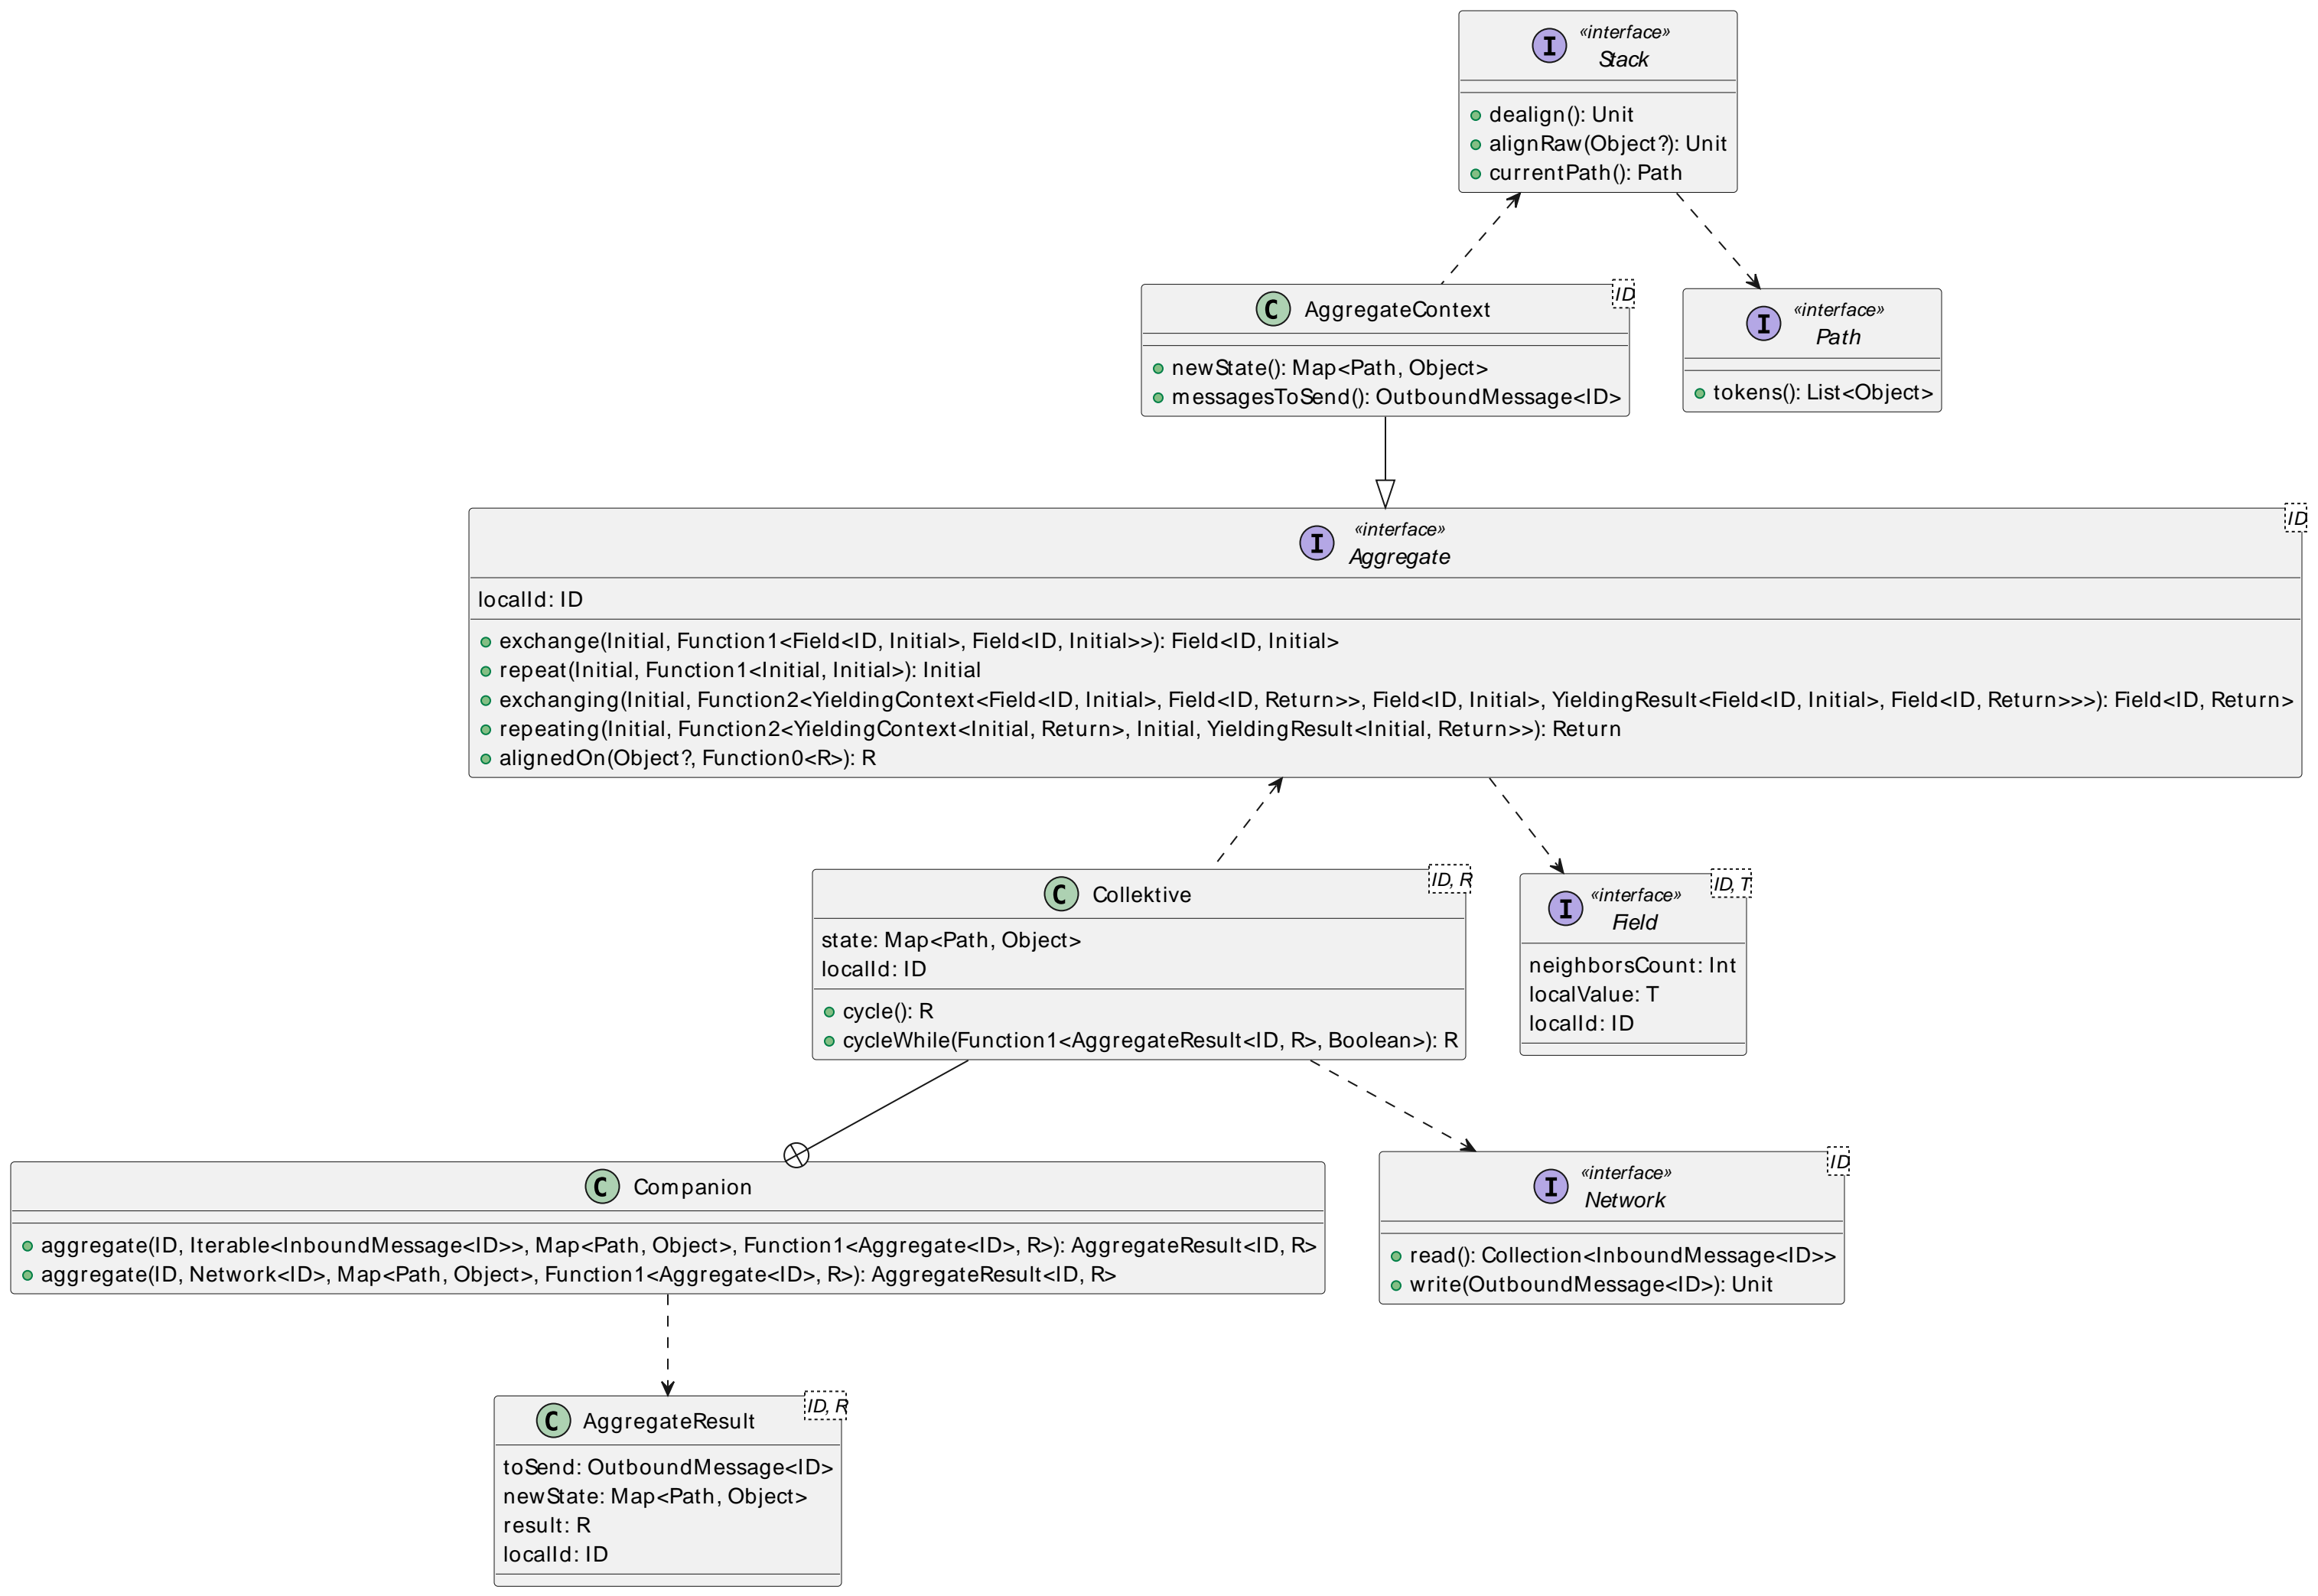 I
«interface»
Stack
dealign(): Unit
alignRaw(Object?): Unit
currentPath(): Path
C
AggregateContext
ID
newState(): Map<Path, Object>
messagesToSend(): OutboundMessage<ID>
I
«interface»
Path
tokens(): List<Object>
I
«interface»
Aggregate
ID
localId: ID
exchange(Initial, Function1<Field<ID, Initial>, Field<ID, Initial>>): Field<ID, Initial>
repeat(Initial, Function1<Initial, Initial>): Initial
exchanging(Initial, Function2<YieldingContext<Field<ID, Initial>, Field<ID, Return>>, Field<ID, Initial>, YieldingResult<Field<ID, Initial>, Field<ID, Return>>>): Field<ID, Return>
repeating(Initial, Function2<YieldingContext<Initial, Return>, Initial, YieldingResult<Initial, Return>>): Return
alignedOn(Object?, Function0<R>): R
C
Collektive
ID, R
state: Map<Path, Object>
localId: ID
cycle(): R
cycleWhile(Function1<AggregateResult<ID, R>, Boolean>): R
I
«interface»
Field
ID, T
neighborsCount: Int
localValue: T
localId: ID
C
Companion
aggregate(ID, Iterable<InboundMessage<ID>>, Map<Path, Object>, Function1<Aggregate<ID>, R>): AggregateResult<ID, R>
aggregate(ID, Network<ID>, Map<Path, Object>, Function1<Aggregate<ID>, R>): AggregateResult<ID, R>
I
«interface»
Network
ID
read(): Collection<InboundMessage<ID>>
write(OutboundMessage<ID>): Unit
C
AggregateResult
ID, R
toSend: OutboundMessage<ID>
newState: Map<Path, Object>
result: R
localId: ID